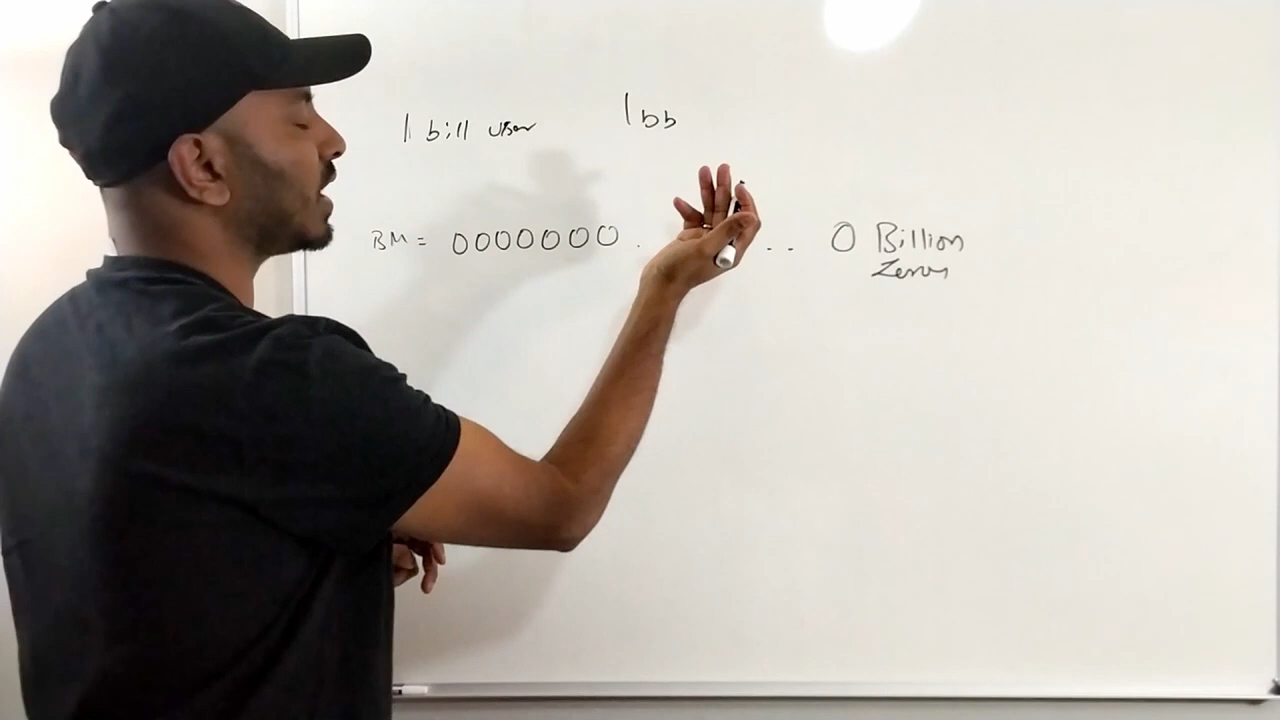 1 bill user 1 bb
BM = 0000000 . . . 0 Billion
Zeros